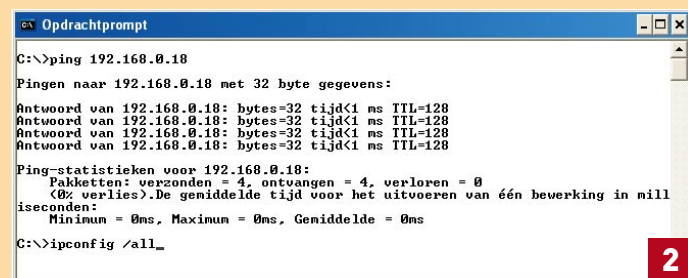 Opdrachtprompt
C:\>ping 192.168.0.18
Pingen naar 192.168.0.18 met 32 byte gegevens:
Antwoord van 192.168.0.18: bytes=32 tijd<1 ms TTL=128
Antwoord van 192.168.0.18: bytes=32 tijd<1 ms TTL=128
Antwoord van 192.168.0.18: bytes=32 tijd<1 ms TTL=128
Antwoord van 192.168.0.18: bytes=32 tijd<1 ms TTL=128
Ping-statistieken voor 192.168.0.18:
Pakketten: verzonden = 4, ontvangen = 4, verloren = 0
(0% verlies).De gemiddelde tijd voor het uitvoeren van één bewerking in mill
iseconden:
Minimum = 0ms, Maximum = 0ms, Gemiddelde = 0ms
C:\>ipconfig /all_
2